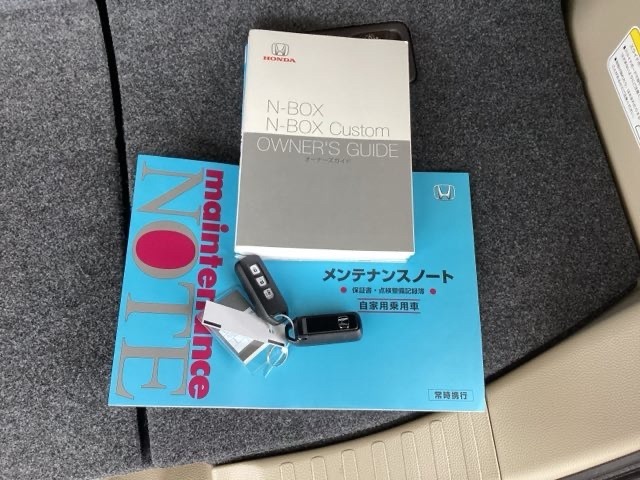 HONDA
N-BOX
N-BOX Custom
OWNER'S GUIDE
オーナーズガイド
maintenance
NOTE
メンテナンスノート
保証書・点検整備記録簿
自家用乗用車
常時携行